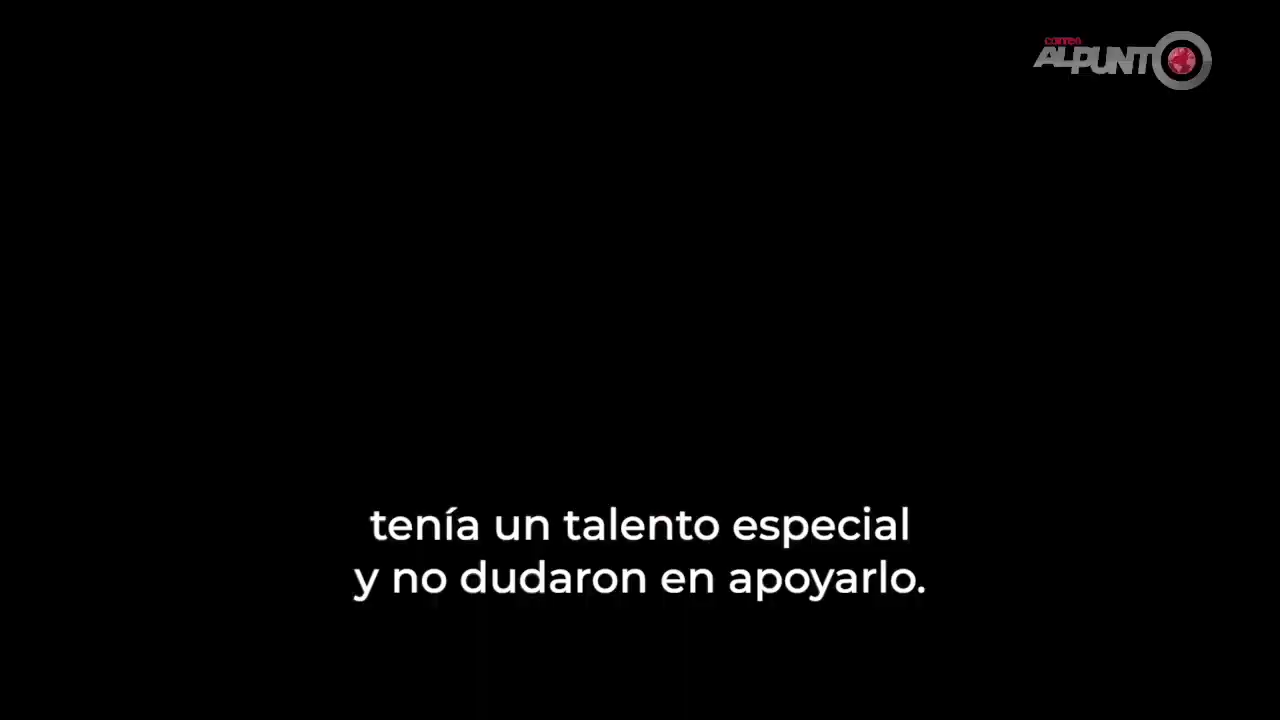 correo
ALPUNTO
tenía un talento especial
y no dudaron en apoyarlo.